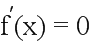 f′(x) = 0